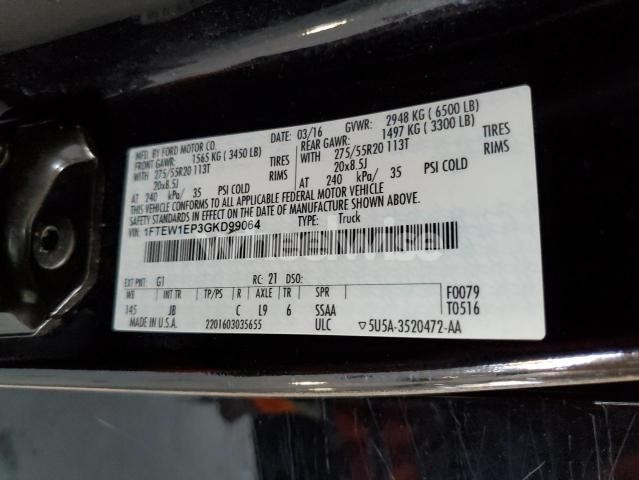 MFD. BY FORD MOTOR CO. DATE: 03/16 GVWR: 2948 KG ( 6500 LB)
FRONT GAWR: 1565 KG ( 3450 LB) REAR GAWR: 1497 KG ( 3300 LB)
WITH 275/55R20 113T TIRES WITH 275/55R20 113T TIRES
20x8.5J RIMS 20x8.5J RIMS
AT 240 kPa/ 35 PSI COLD AT 240 kPa/ 35 PSI COLD
THIS VEHICLE CONFORMS TO ALL APPLICABLE FEDERAL MOTOR VEHICLE
SAFETY STANDARDS IN EFFECT ON THE DATE OF MANUFACTURE SHOWN ABOVE.
VIN: 1FTEW1EP3GKD99064 TYPE: Truck
EXT PNT: G1 RC: 21 DSO: F0079
WB INT TR TP/PS R AXLE TR SPR T0516
145 JB C L9 6 SSAA
MADE IN U.S.A. 2201603035655 ULC ▽5U5A-3520472-AA